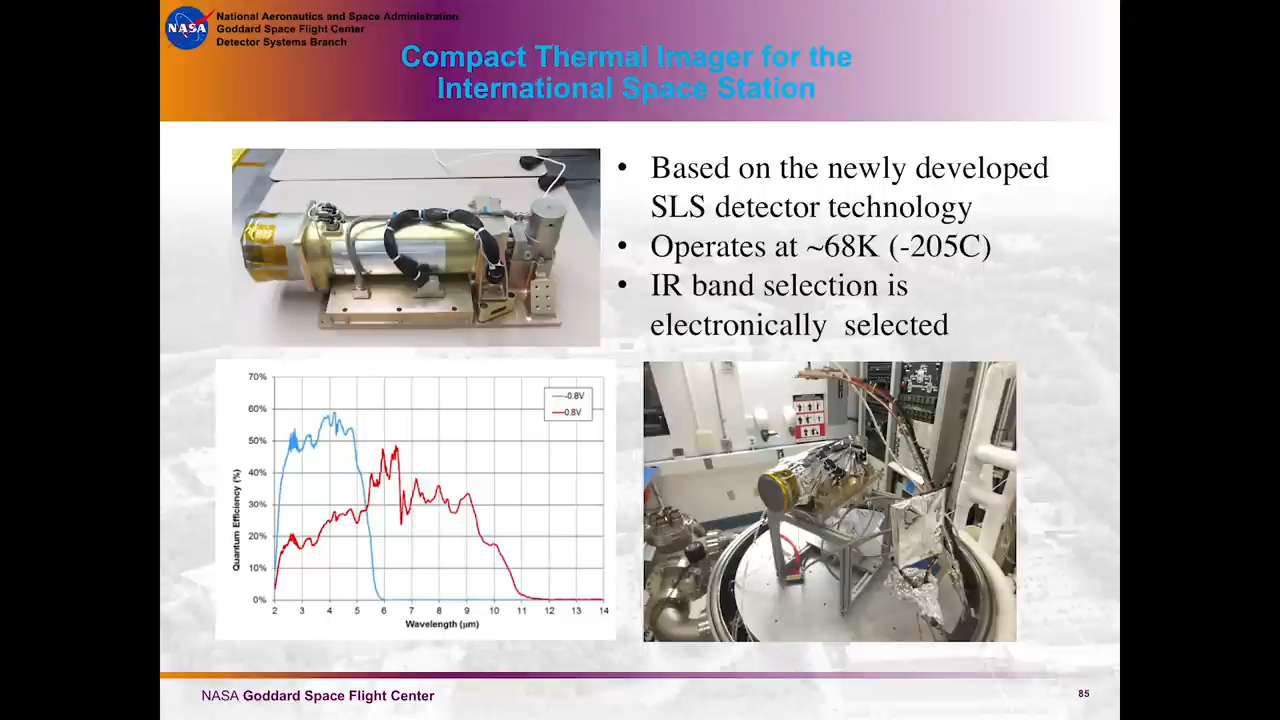 NASA
National Aeronautics and Space Administration
Goddard Space Flight Center
Detector Systems Branch
Compact Thermal Imager for the
International Space Station
• Based on the newly developed
SLS detector technology
• Operates at ~68K (-205C)
• IR band selection is
electronically selected
70%
60%
50%
40%
30%
20%
10%
0%
Quantum Efficiency (%)
-0.8V
0.8V
2 3 4 5 6 7 8 9 10 11 12 13 14
Wavelength (μm)
NASA Goddard Space Flight Center
85